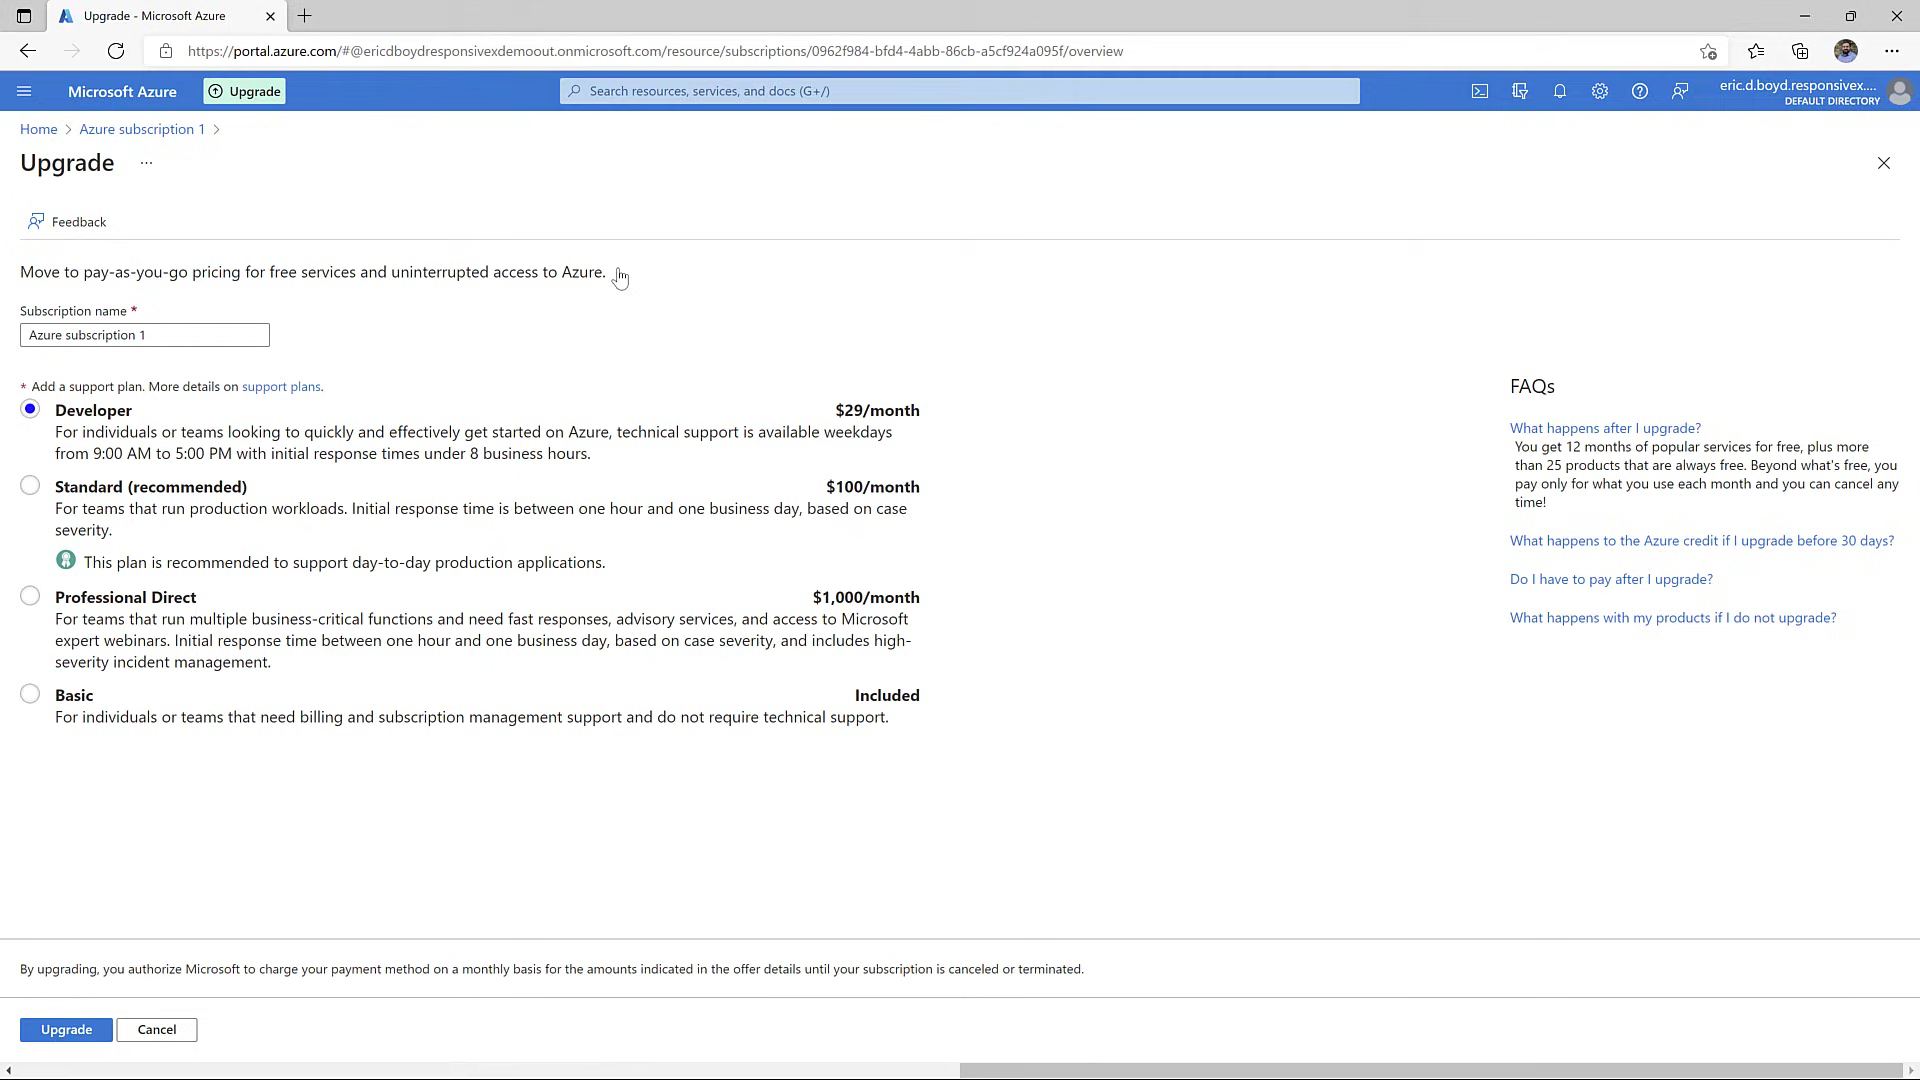 Upgrade - Microsoft Azure
https://portal.azure.com/#@ericdboydresponsivexdemoout.onmicrosoft.com/resource/subscriptions/0962f984-bfd4-4abb-86cb-a5cf924a095f/overview
Microsoft Azure
Upgrade
Search resources, services, and docs (G+/)
eric.d.boyd.responsivex....
DEFAULT DIRECTORY
Home > Azure subscription 1 >
Upgrade ...
Feedback
Move to pay-as-you-go pricing for free services and uninterrupted access to Azure.
Subscription name *
Azure subscription 1
* Add a support plan. More details on support plans.
Developer $29/month
For individuals or teams looking to quickly and effectively get started on Azure, technical support is available weekdays
from 9:00 AM to 5:00 PM with initial response times under 8 business hours.
Standard (recommended) $100/month
For teams that run production workloads. Initial response time is between one hour and one business day, based on case
severity.
This plan is recommended to support day-to-day production applications.
Professional Direct $1,000/month
For teams that run multiple business-critical functions and need fast responses, advisory services, and access to Microsoft
expert webinars. Initial response time between one hour and one business day, based on case severity, and includes high-
severity incident management.
Basic Included
For individuals or teams that need billing and subscription management support and do not require technical support.
FAQs
What happens after I upgrade?
You get 12 months of popular services for free, plus more
than 25 products that are always free. Beyond what's free, you
pay only for what you use each month and you can cancel any
time!
What happens to the Azure credit if I upgrade before 30 days?
Do I have to pay after I upgrade?
What happens with my products if I do not upgrade?
By upgrading, you authorize Microsoft to charge your payment method on a monthly basis for the amounts indicated in the offer details until your subscription is canceled or terminated.
Upgrade
Cancel